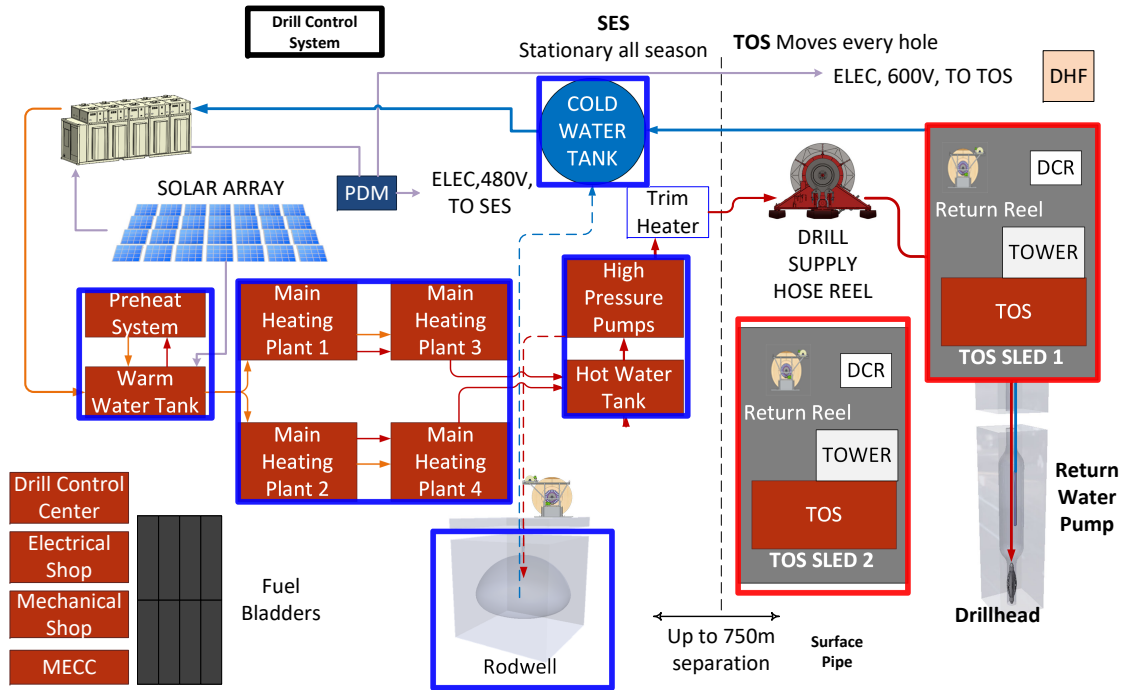 Drill Control
System
SES
Stationary all season
TOS Moves every hole
ELEC, 600V, TO TOS
DHF
COLD
WATER
TANK
SOLAR ARRAY
PDM
ELEC,480V,
TO SES
Trim
Heater
DRILL
SUPPLY
HOSE REEL
DCR
Return Reel
TOWER
TOS
TOS SLED 1
Preheat
System
Warm
Water Tank
Main
Heating
Plant 1
Main
Heating
Plant 3
Main
Heating
Plant 2
Main
Heating
Plant 4
High
Pressure
Pumps
Hot Water
Tank
DCR
Return Reel
TOWER
TOS
TOS SLED 2
Return
Water
Pump
Drillhead
Drill Control
Center
Electrical
Shop
Mechanical
Shop
MECC
Fuel
Bladders
Rodwell
Up to 750m
separation
Surface
Pipe